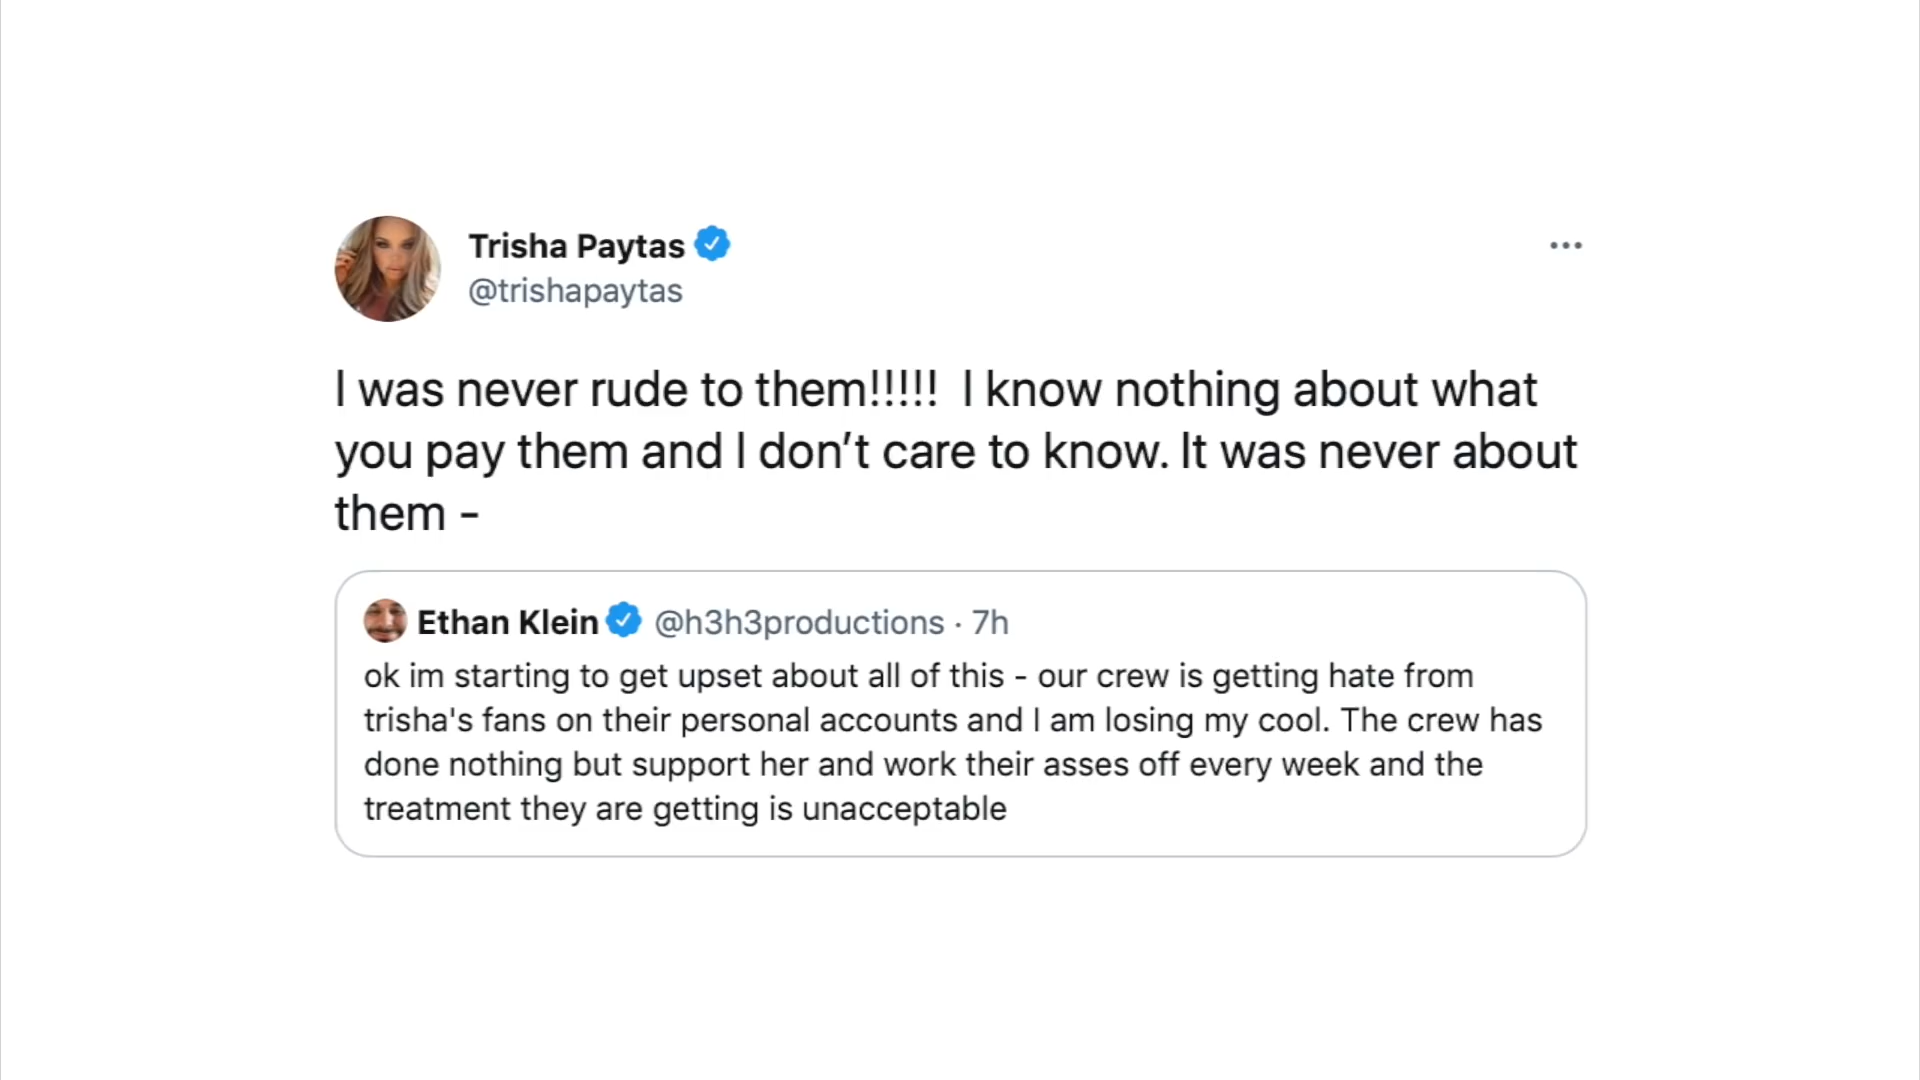 Trisha Paytas
@trishapaytas
I was never rude to them!!!!!  I know nothing about what
you pay them and I don’t care to know. It was never about
them -
Ethan Klein @h3h3productions · 7h
ok im starting to get upset about all of this - our crew is getting hate from
trisha's fans on their personal accounts and I am losing my cool. The crew has
done nothing but support her and work their asses off every week and the
treatment they are getting is unacceptable